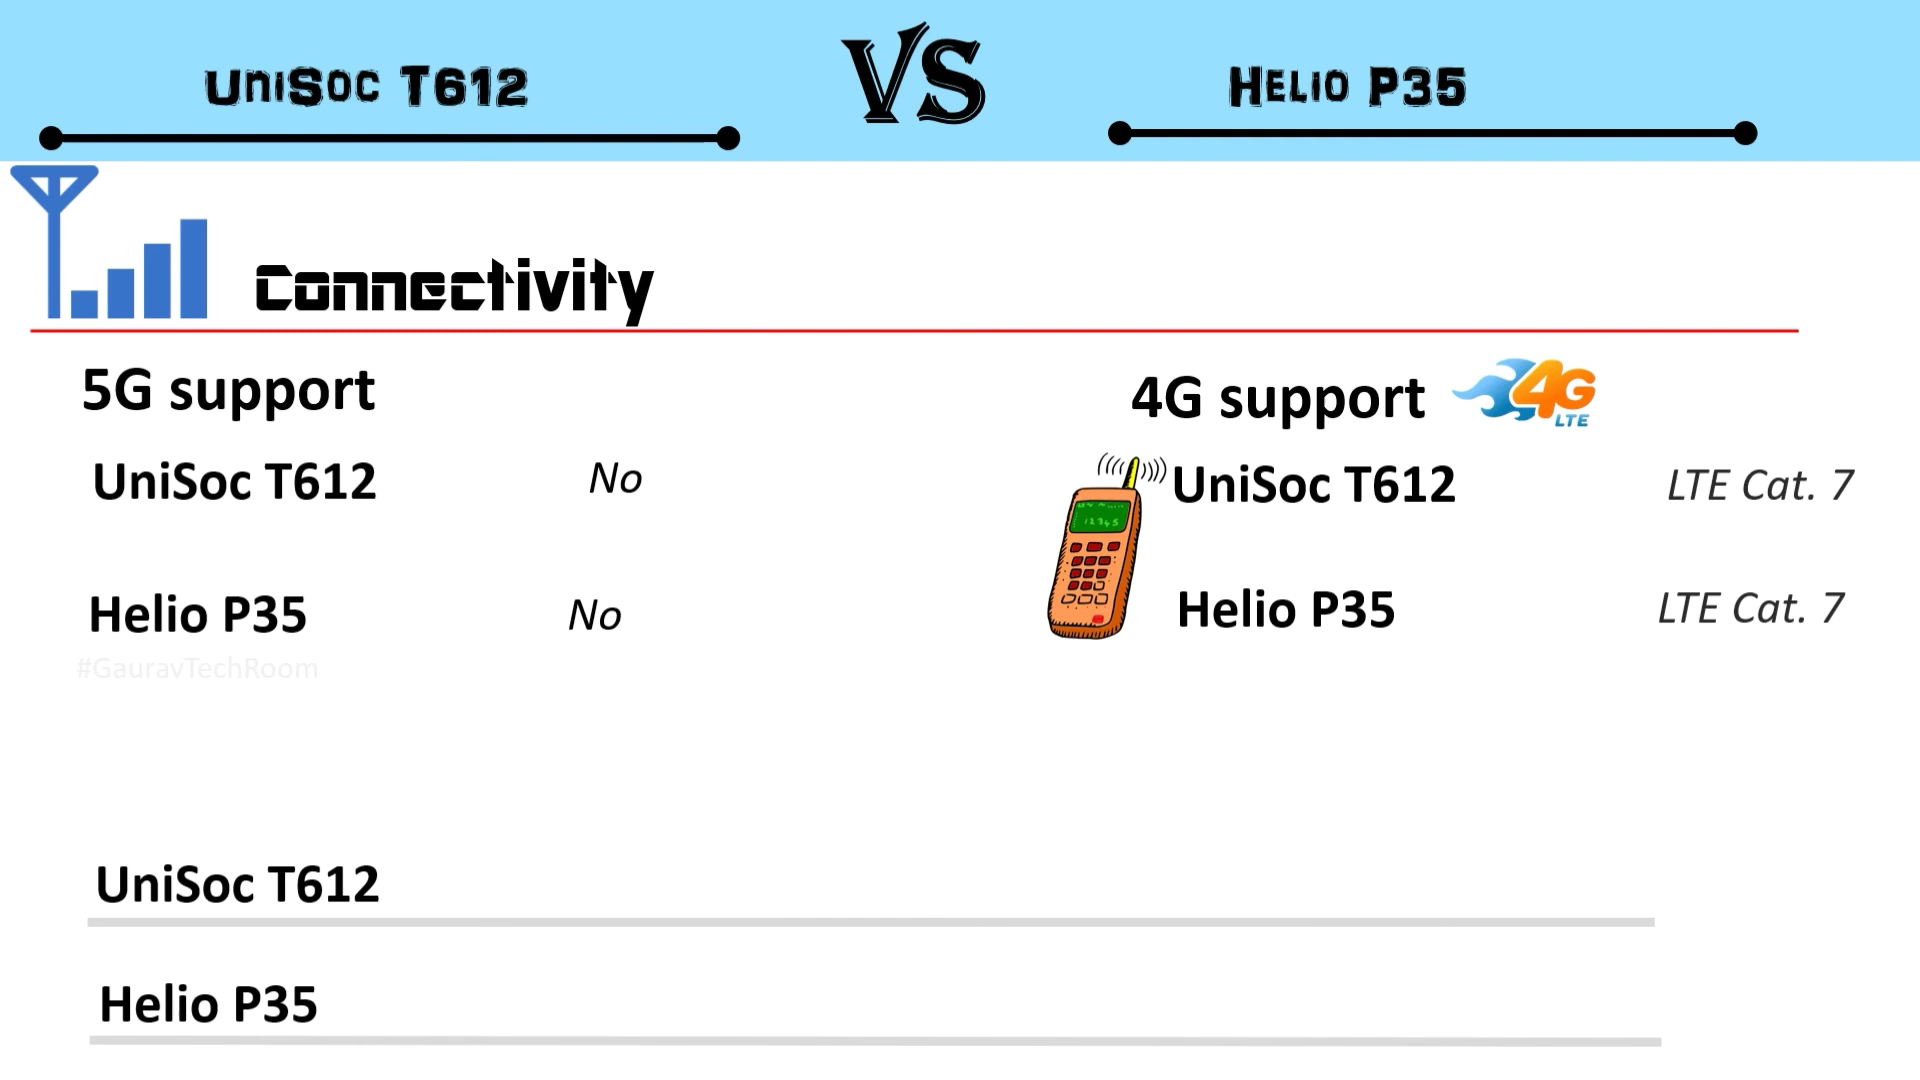 UniSoc T612
VS
Helio P35
Connectivity
5G support
UniSoc T612 No
Helio P35 No
#GauravTechRoom
4G support
4G
LTE
UniSoc T612 LTE Cat. 7
12345
Helio P35 LTE Cat. 7
UniSoc T612
Helio P35